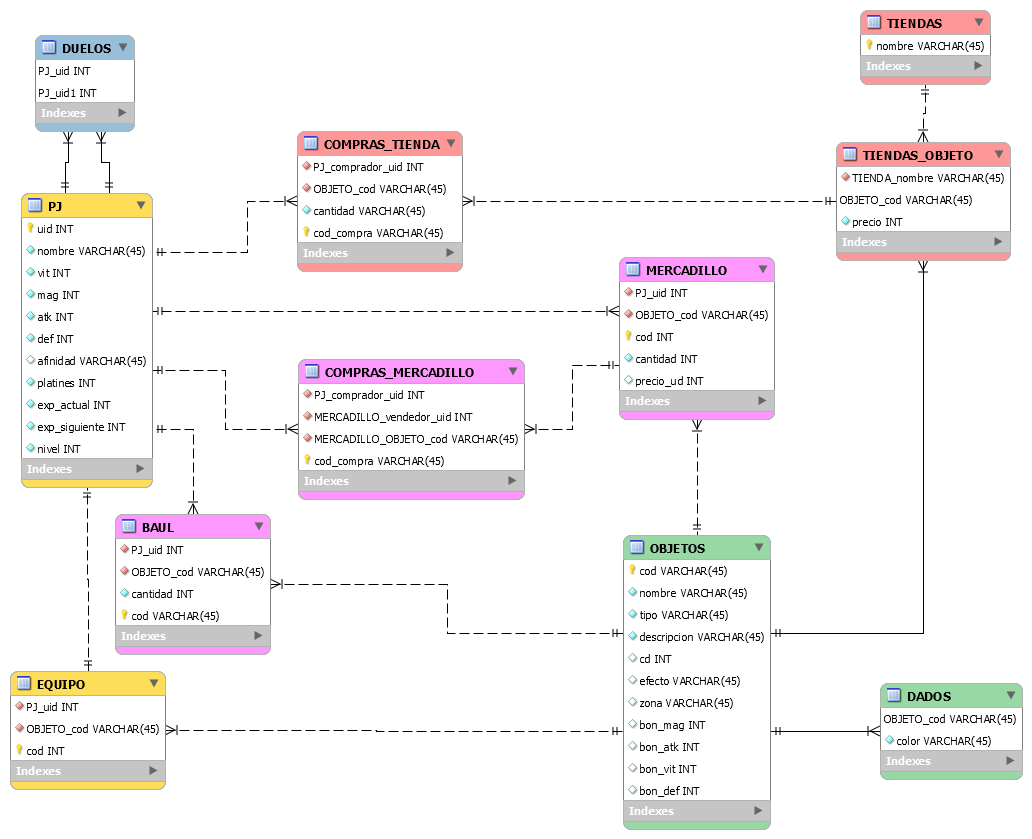 DUELOS
PJ_uid INT
PJ_uid1 INT
Indexes
TIENDAS
nombre VARCHAR(45)
Indexes
COMPRAS_TIENDA
PJ_comprador_uid INT
OBJETO_cod VARCHAR(45)
cantidad VARCHAR(45)
cod_compra VARCHAR(45)
Indexes
TIENDAS_OBJETO
TIENDA_nombre VARCHAR(45)
OBJETO_cod VARCHAR(45)
precio INT
Indexes
PJ
uid INT
nombre VARCHAR(45)
vit INT
mag INT
atk INT
def INT
afinidad VARCHAR(45)
platines INT
exp_actual INT
exp_siguiente INT
nivel INT
Indexes
MERCADILLO
PJ_uid INT
OBJETO_cod VARCHAR(45)
cod INT
cantidad INT
precio_ud INT
Indexes
COMPRAS_MERCADILLO
PJ_comprador_uid INT
MERCADILLO_vendedor_uid INT
MERCADILLO_OBJETO_cod VARCHAR(45)
cod_compra VARCHAR(45)
Indexes
BAUL
PJ_uid INT
OBJETO_cod VARCHAR(45)
cantidad INT
cod VARCHAR(45)
Indexes
OBJETOS
cod VARCHAR(45)
nombre VARCHAR(45)
tipo VARCHAR(45)
descripcion VARCHAR(45)
cd INT
efecto VARCHAR(45)
zona VARCHAR(45)
bon_mag INT
bon_atk INT
bon_vit INT
bon_def INT
Indexes
EQUIPO
PJ_uid INT
OBJETO_cod VARCHAR(45)
cod INT
Indexes
DADOS
OBJETO_cod VARCHAR(45)
color VARCHAR(45)
Indexes